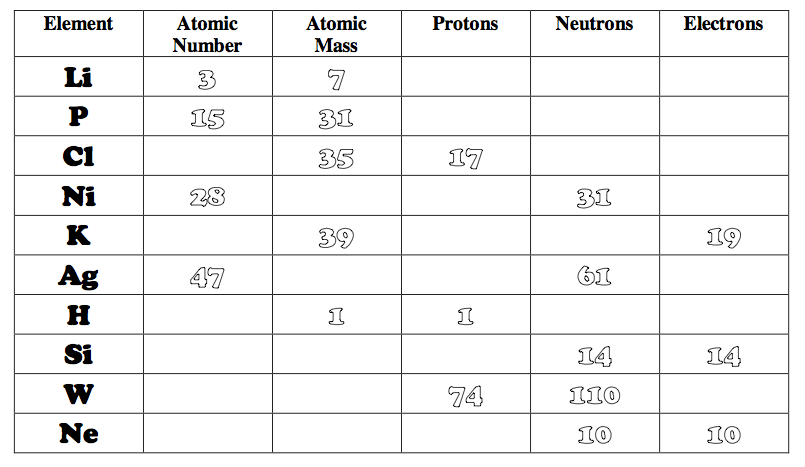 Element Atomic Number Atomic Mass Protons Neutrons Electrons
Li 3 7
P 15 31
Cl 35 17
Ni 28 31
K 39 19
Ag 47 61
H 1 1
Si 14 14
W 74 110
Ne 10 10